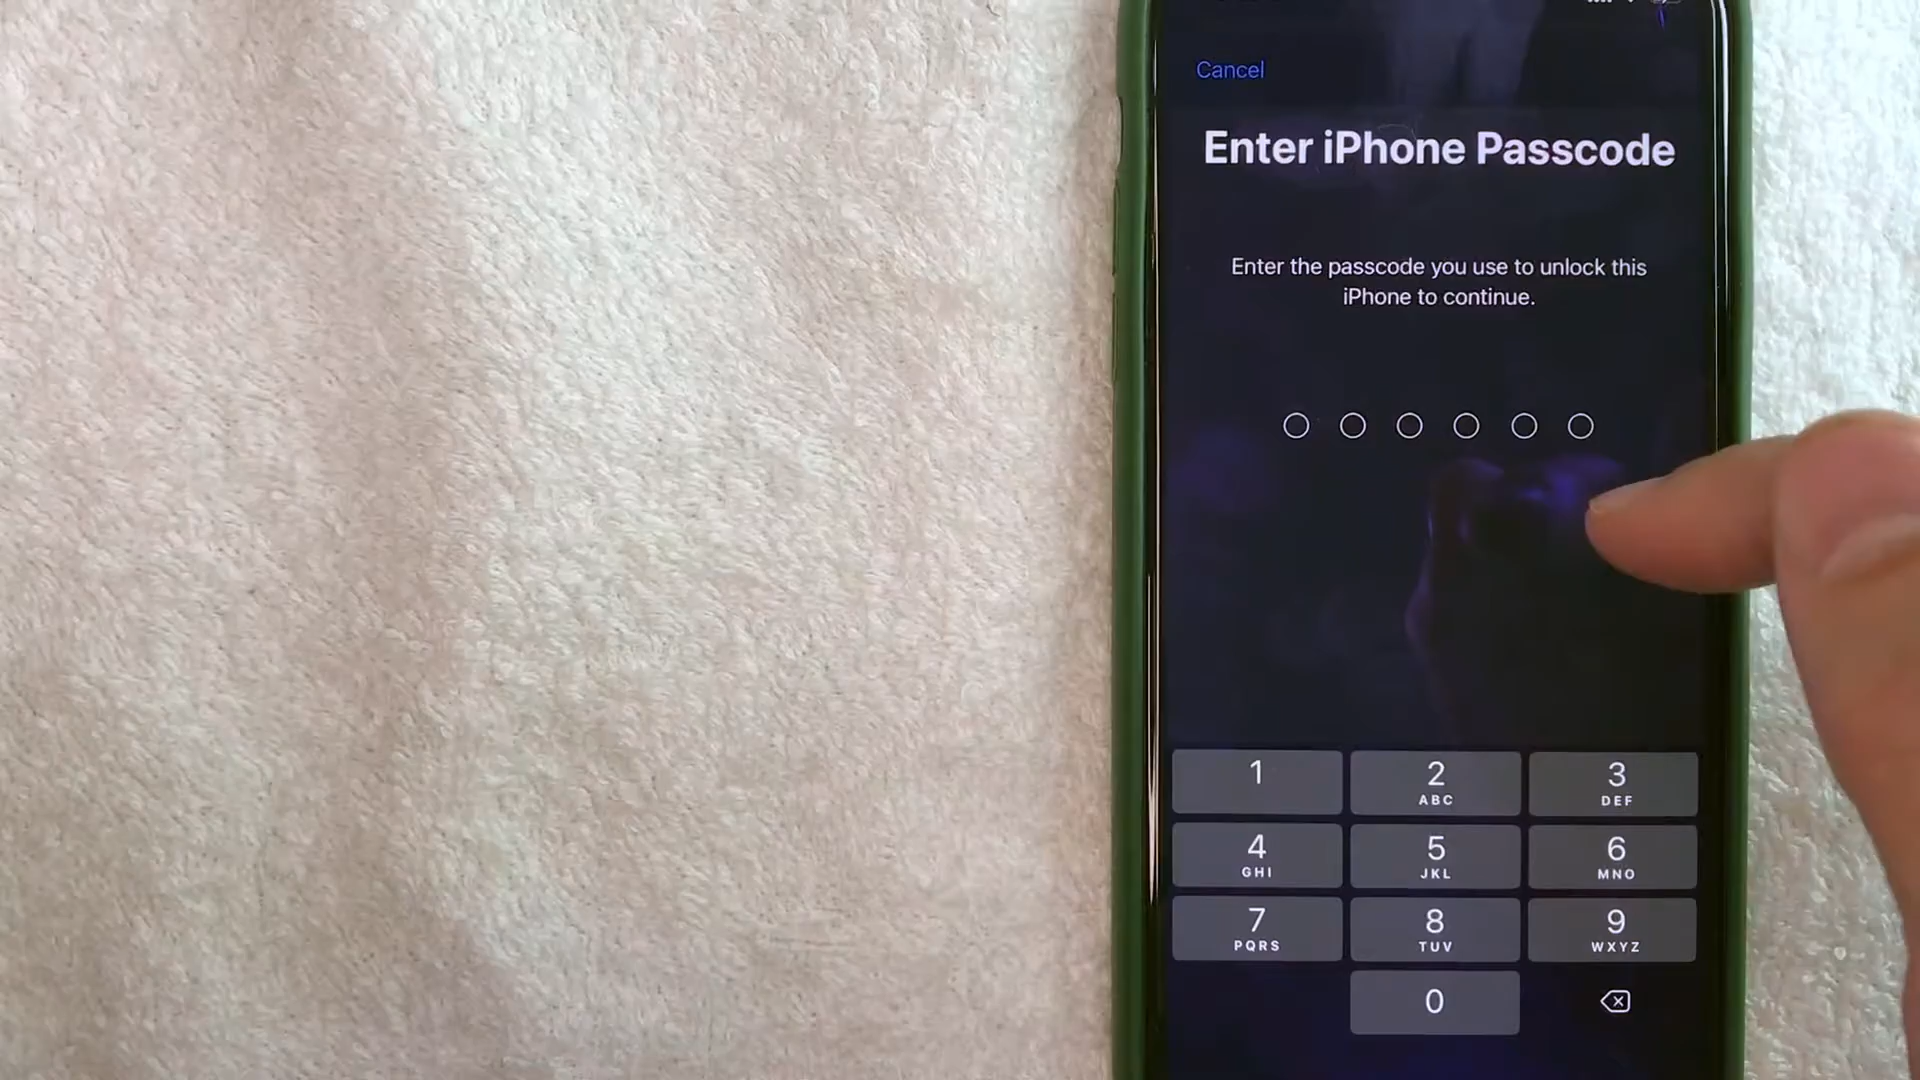 Cancel
Enter iPhone Passcode
Enter the passcode you use to unlock this
iPhone to continue.
1
2
ABC
3
DEF
4
GHI
5
JKL
6
MNO
7
PQRS
8
TUV
9
WXYZ
0